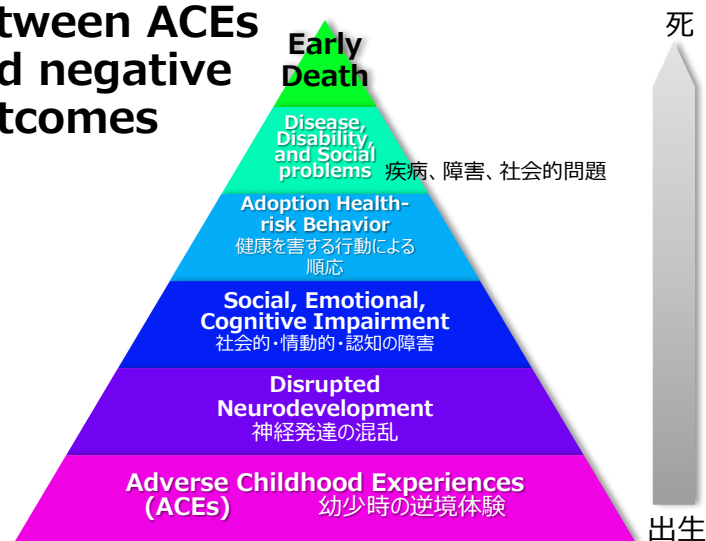 tween ACEs
d negative
tcomes
死
Early
Death
Disease,
Disability,
and Social
problems 疾病、障害、社会的問題
Adoption Health-
risk Behavior
健康を害する行動による
順応
Social, Emotional,
Cognitive Impairment
社会的・情動的・認知の障害
Disrupted
Neurodevelopment
神経発達の混乱
Adverse Childhood Experiences
(ACEs) 幼少時の逆境体験
出生